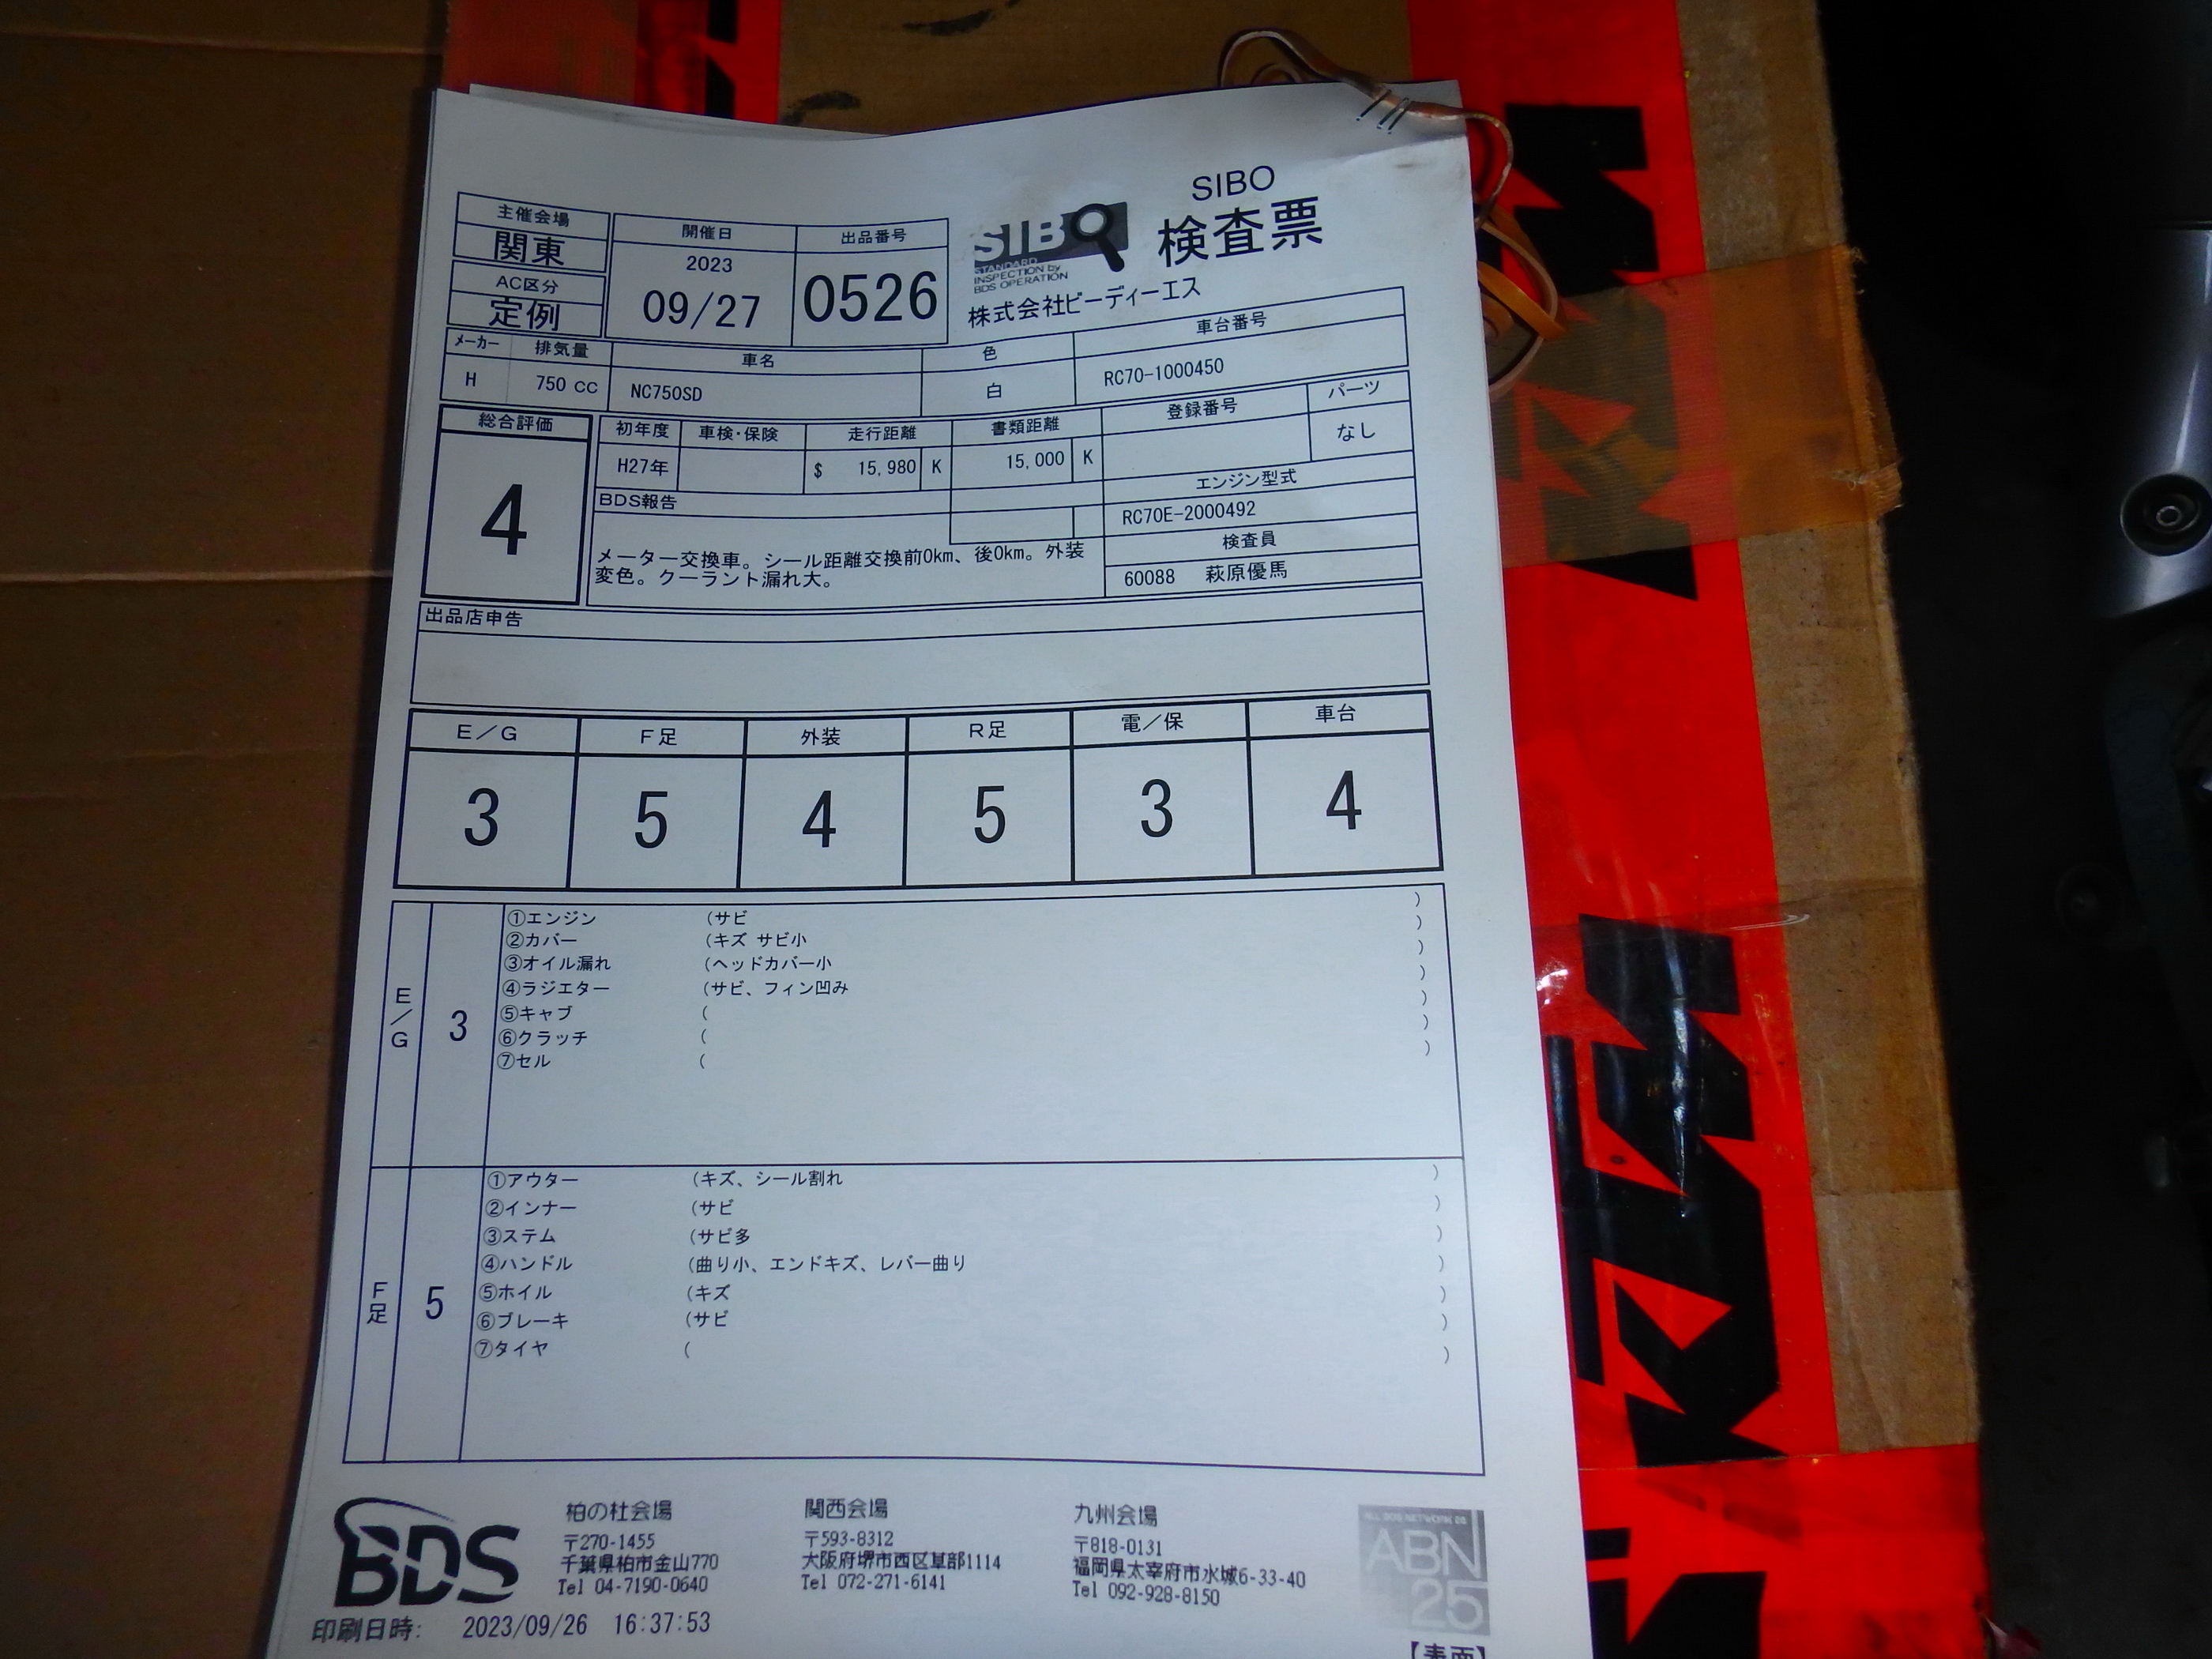 SIBO
検査票
SIBO
STANDARD
INSPECTION by
BDS OPERATION
株式会社ビーディーエス
主催会場
関東
AC区分
定例
開催日
2023
09/27
出品番号
0526
メーカー 排気量 車名 色 車台番号
H 750 cc NC750SD 白 RC70-1000450
総合評価
4
初年度 車検・保険 走行距離 書類距離 登録番号 パーツ
H27年 $ 15,980 K 15,000 K なし
エンジン型式
RC70E-2000492
検査員
60088 萩原優馬
BDS報告
メーター交換車。シール距離交換前0km、後0km。外装
変色。クーラント漏れ大。
出品店申告
E/G F足 外装 R足 電/保 車台
3 5 4 5 3 4
E/G 3
①エンジン (サビ )
②カバー (キズ サビ小 )
③オイル漏れ (ヘッドカバー小 )
④ラジエター (サビ、フィン凹み )
⑤キャブ ( )
⑥クラッチ ( )
⑦セル ( )
F足 5
①アウター (キズ、シール割れ )
②インナー (サビ )
③ステム (サビ多 )
④ハンドル (曲り小、エンドキズ、レバー曲り )
⑤ホイル (キズ )
⑥ブレーキ (サビ )
⑦タイヤ ( )
BDS
柏の杜会場
〒270-1455
千葉県柏市金山770
Tel 04-7190-0640
関西会場
〒593-8312
大阪府堺市西区草部1114
Tel 072-271-6141
九州会場
〒818-0131
福岡県太宰府市水城6-33-40
Tel 092-928-8150
ABN
25
印刷日時: 2023/09/26 16:37:53
【表面】
KTM